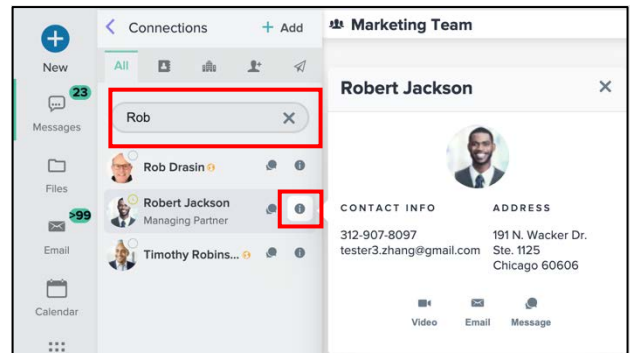 New
23
Messages
Files
>99
Email
Calendar
Connections
+ Add
All
Rob
Rob Drasin
Robert Jackson
Managing Partner
Timothy Robins...
Marketing Team
Robert Jackson
CONTACT INFO
312-907-8097
tester3.zhang@gmail.com
ADDRESS
191 N. Wacker Dr.
Ste. 1125
Chicago 60606
Video
Email
Message